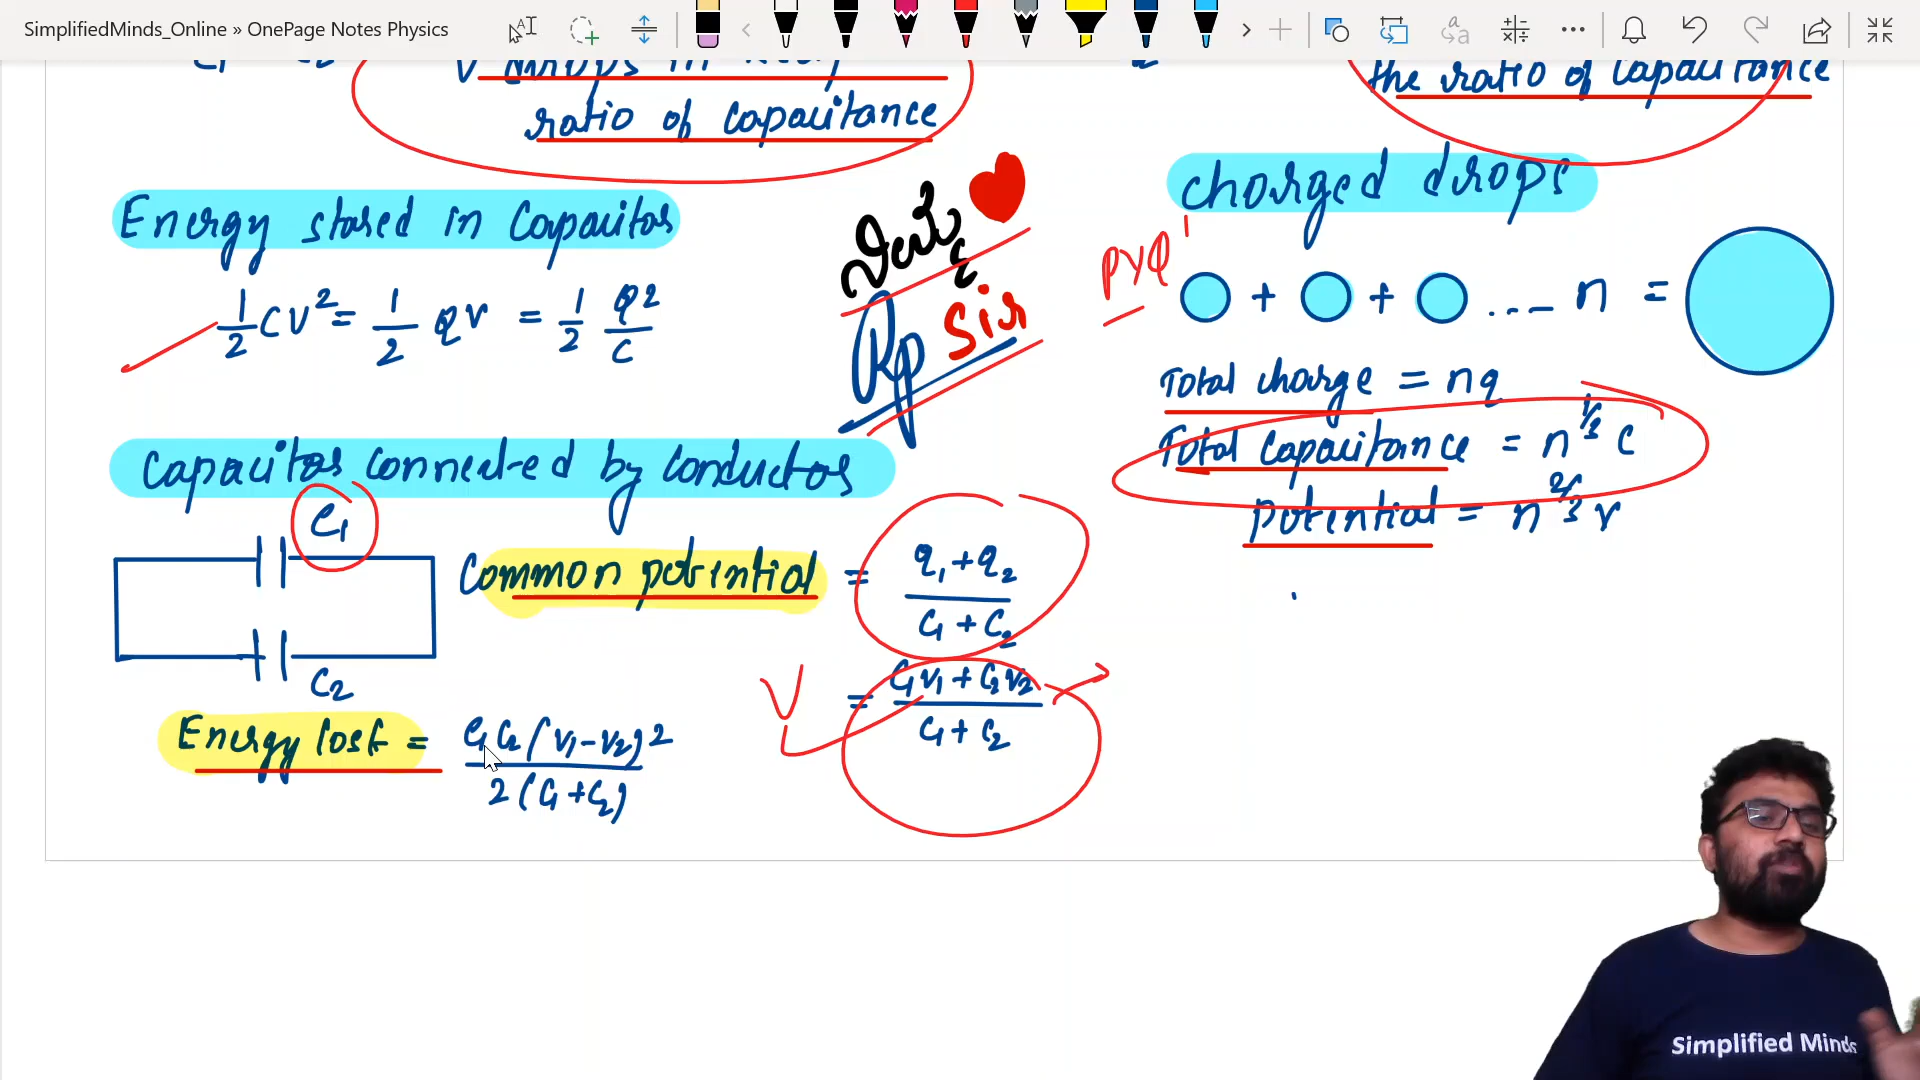 SimplifiedMinds_Online » OnePage Notes Physics
ratio of capacitance
the ratio of capacitance
Energy stored in Capacitor
1/2 CV² = 1/2 QV = 1/2 Q²/C
Rp Sir
Capacitor connected by conductor
C₁
C₂
Common potential = q₁+q₂ / C₁+C₂
= C₁V₁+C₂V₂ / C₁+C₂
V
Energy lost = C₁C₂(V₁-V₂)² / 2(C₁+C₂)
Charged drops
PYQ
+ + .... n =
Total charge = nq
Total capacitance = n^1/3 C
Potential = n^2/3 V
Simplified Minds